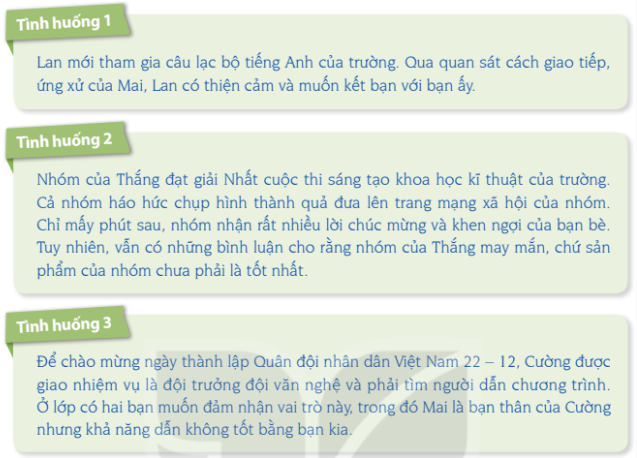 Tình huống 1
Lan mới tham gia câu lạc bộ tiếng Anh của trường. Qua quan sát cách giao tiếp,
ứng xử của Mai, Lan có thiện cảm và muốn kết bạn với bạn ấy.
Tình huống 2
Nhóm của Thắng đạt giải Nhất cuộc thi sáng tạo khoa học kĩ thuật của trường.
Cả nhóm háo hức chụp hình thành quả đưa lên trang mạng xã hội của nhóm.
Chỉ mấy phút sau, nhóm nhận rất nhiều lời chúc mừng và khen ngợi của bạn bè.
Tuy nhiên, vẫn có những bình luận cho rằng nhóm của Thắng may mắn, chứ sản
phẩm của nhóm chưa phải là tốt nhất.
Tình huống 3
Để chào mừng ngày thành lập Quân đội nhân dân Việt Nam 22 – 12, Cường được
giao nhiệm vụ là đội trưởng đội văn nghệ và phải tìm người dẫn chương trình.
Ở lớp có hai bạn muốn đảm nhận vai trò này, trong đó Mai là bạn thân của Cường
nhưng khả năng dẫn không tốt bằng bạn kia.